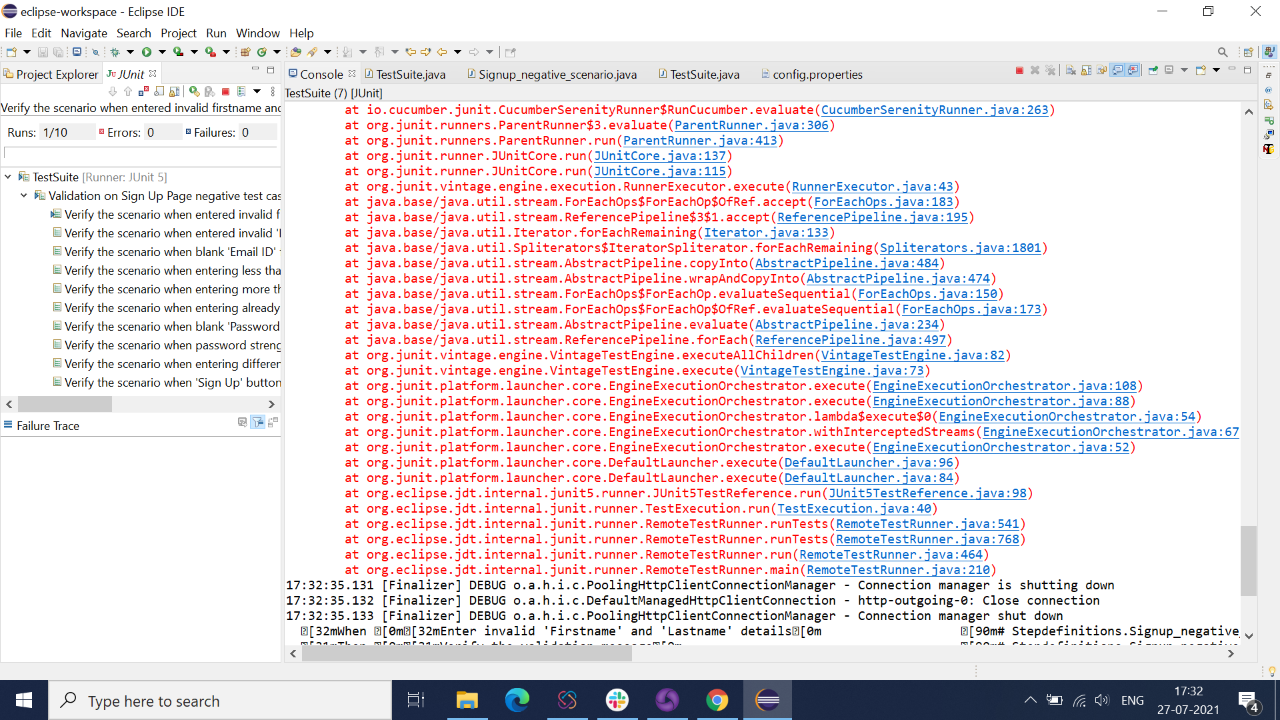 eclipse-workspace - Eclipse IDE
File Edit Navigate Search Project Run Window Help
Project Explorer JUnit
Console TestSuite.java Signup_negative_scenario.java TestSuite.java config.properties
TestSuite (7) [JUnit]
Verify the scenario when entered invalid firstname and
Runs: 1/10 Errors: 0 Failures: 0
TestSuite [Runner: JUnit 5]
Validation on Sign Up Page negative test cas
Verify the scenario when entered invalid f
Verify the scenario when entered invalid '
Verify the scenario when blank 'Email ID'
Verify the scenario when entering less tha
Verify the scenario when entering more th
Verify the scenario when entering already
Verify the scenario when blank 'Password
Verify the scenario when password streng
Verify the scenario when entering differen
Verify the scenario when 'Sign Up' button
Failure Trace
at io.cucumber.junit.CucumberSerenityRunner$RunCucumber.evaluate(CucumberSerenityRunner.java:263)
at org.junit.runners.ParentRunner$3.evaluate(ParentRunner.java:306)
at org.junit.runners.ParentRunner.run(ParentRunner.java:413)
at org.junit.runner.JUnitCore.run(JUnitCore.java:137)
at org.junit.runner.JUnitCore.run(JUnitCore.java:115)
at org.junit.vintage.engine.execution.RunnerExecutor.execute(RunnerExecutor.java:43)
at java.base/java.util.stream.ForEachOps$ForEachOp$OfRef.accept(ForEachOps.java:183)
at java.base/java.util.stream.ReferencePipeline$3$1.accept(ReferencePipeline.java:195)
at java.base/java.util.Iterator.forEachRemaining(Iterator.java:133)
at java.base/java.util.Spliterators$IteratorSpliterator.forEachRemaining(Spliterators.java:1801)
at java.base/java.util.stream.AbstractPipeline.copyInto(AbstractPipeline.java:484)
at java.base/java.util.stream.AbstractPipeline.wrapAndCopyInto(AbstractPipeline.java:474)
at java.base/java.util.stream.ForEachOps$ForEachOp.evaluateSequential(ForEachOps.java:150)
at java.base/java.util.stream.ForEachOps$ForEachOp$OfRef.evaluateSequential(ForEachOps.java:173)
at java.base/java.util.stream.AbstractPipeline.evaluate(AbstractPipeline.java:234)
at java.base/java.util.stream.ReferencePipeline.forEach(ReferencePipeline.java:497)
at org.junit.vintage.engine.VintageTestEngine.executeAllChildren(VintageTestEngine.java:82)
at org.junit.vintage.engine.VintageTestEngine.execute(VintageTestEngine.java:73)
at org.junit.platform.launcher.core.EngineExecutionOrchestrator.execute(EngineExecutionOrchestrator.java:108)
at org.junit.platform.launcher.core.EngineExecutionOrchestrator.execute(EngineExecutionOrchestrator.java:88)
at org.junit.platform.launcher.core.EngineExecutionOrchestrator.lambda$execute$0(EngineExecutionOrchestrator.java:54)
at org.junit.platform.launcher.core.EngineExecutionOrchestrator.withInterceptedStreams(EngineExecutionOrchestrator.java:67
at org.junit.platform.launcher.core.EngineExecutionOrchestrator.execute(EngineExecutionOrchestrator.java:52)
at org.junit.platform.launcher.core.DefaultLauncher.execute(DefaultLauncher.java:96)
at org.junit.platform.launcher.core.DefaultLauncher.execute(DefaultLauncher.java:84)
at org.eclipse.jdt.internal.junit5.runner.JUnit5TestReference.run(JUnit5TestReference.java:98)
at org.eclipse.jdt.internal.junit.runner.TestExecution.run(TestExecution.java:40)
at org.eclipse.jdt.internal.junit.runner.RemoteTestRunner.runTests(RemoteTestRunner.java:541)
at org.eclipse.jdt.internal.junit.runner.RemoteTestRunner.runTests(RemoteTestRunner.java:768)
at org.eclipse.jdt.internal.junit.runner.RemoteTestRunner.run(RemoteTestRunner.java:464)
at org.eclipse.jdt.internal.junit.runner.RemoteTestRunner.main(RemoteTestRunner.java:210)
17:32:35.131 [Finalizer] DEBUG o.a.h.i.c.PoolingHttpClientConnectionManager - Connection manager is shutting down
17:32:35.132 [Finalizer] DEBUG o.a.h.i.c.DefaultManagedHttpClientConnection - http-outgoing-0: Close connection
17:32:35.133 [Finalizer] DEBUG o.a.h.i.c.PoolingHttpClientConnectionManager - Connection manager shut down
[32mWhen [0m[32mEnter invalid 'Firstname' and 'Lastname' details[0m [90m# Stepdefinitions.Signup_negative_
Type here to search
ENG
17:32
27-07-2021
4